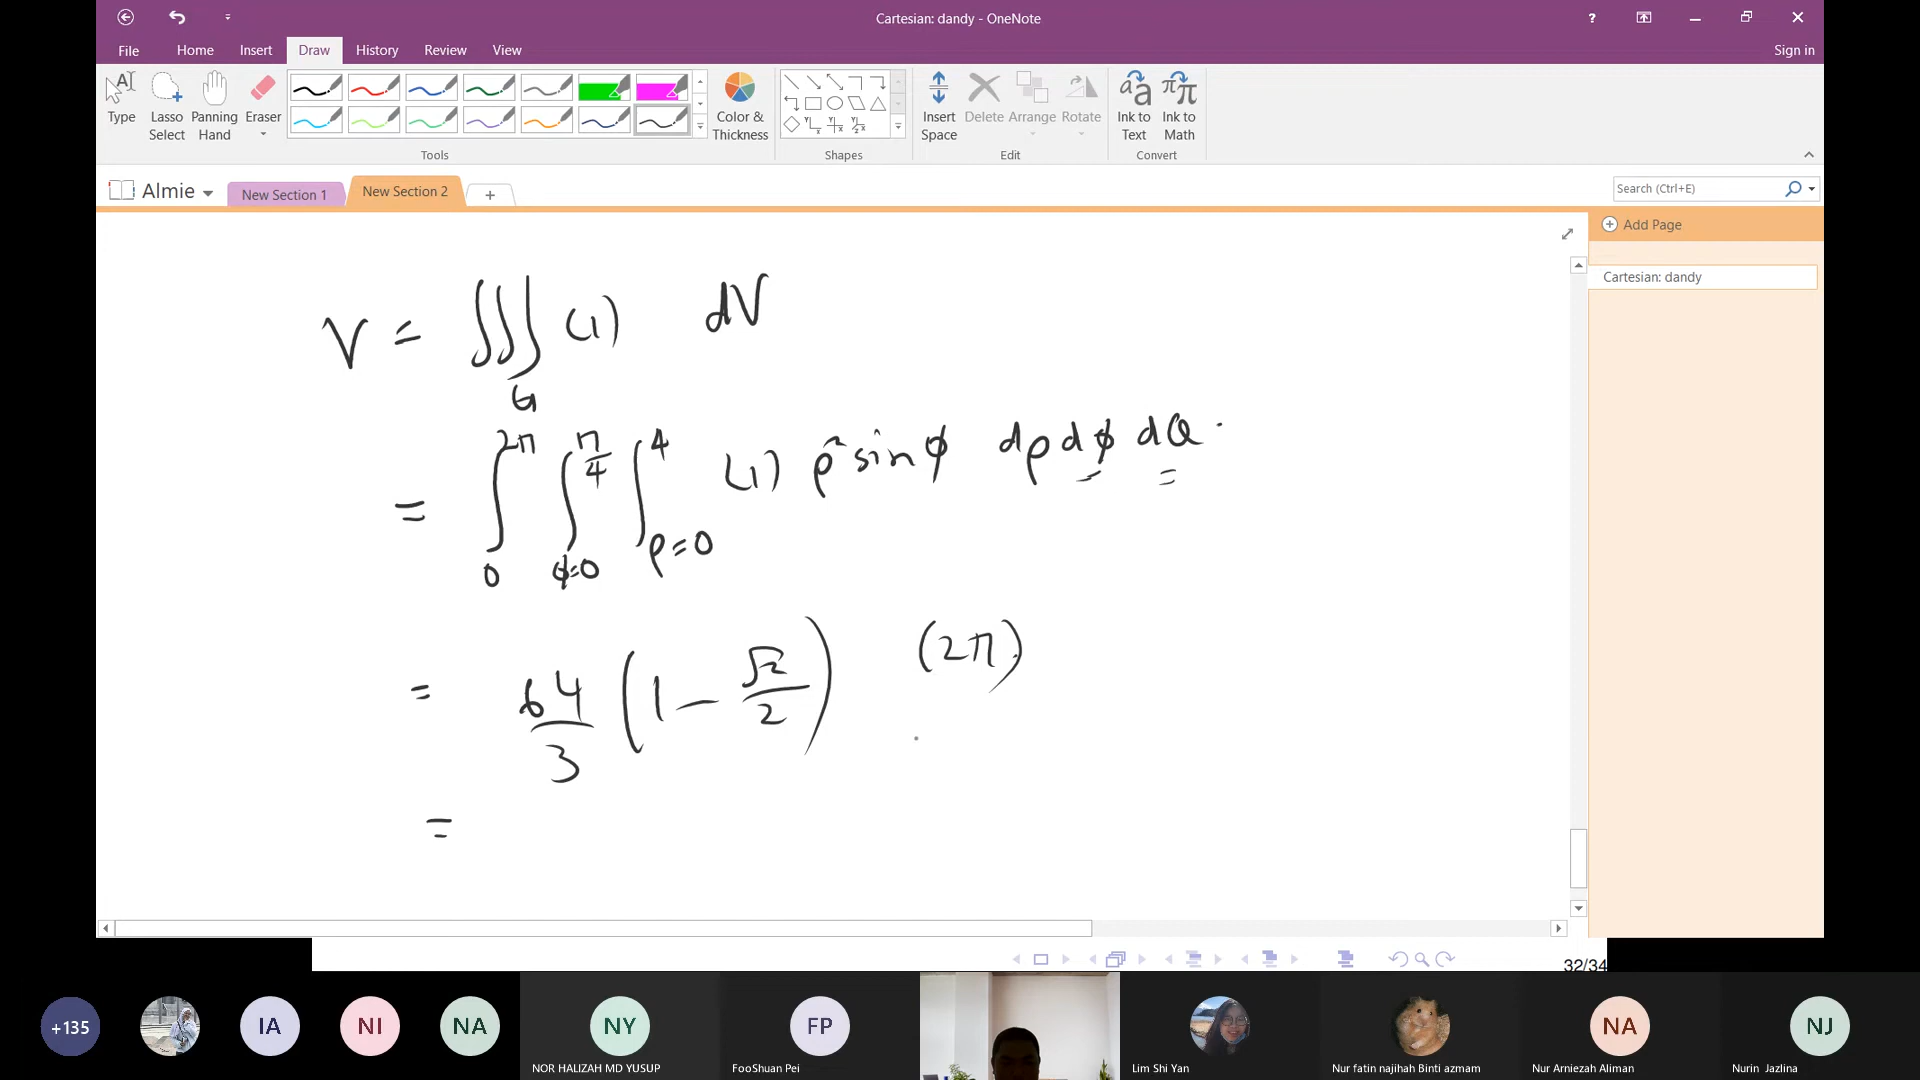 Cartesian: dandy - OneNote
?
File Home Insert Draw History Review View Sign in
Type Lasso Select Panning Hand Eraser Color & Thickness Insert Space Delete Arrange Rotate Ink to Text Ink to Math
Tools Shapes Edit Convert
Almie New Section 1 New Section 2 + Search (Ctrl+E)
Add Page
Cartesian: dandy
V = ∭_G (1) dV
= ∫_0^{2π} ∫_{ϕ=0}^{π/4} ∫_{ρ=0}^{4} (1) ρ² sin ϕ dρ dϕ dθ.
= 64/3 (1 - √2/2) (2π)
=
32/34
+135 IA NI NA NY FP NA NJ
NOR HALIZAH MD YUSUP FooShuan Pei Lim Shi Yan Nur fatin najihah Binti azmam Nur Arniezah Aliman Nurin Jazlina